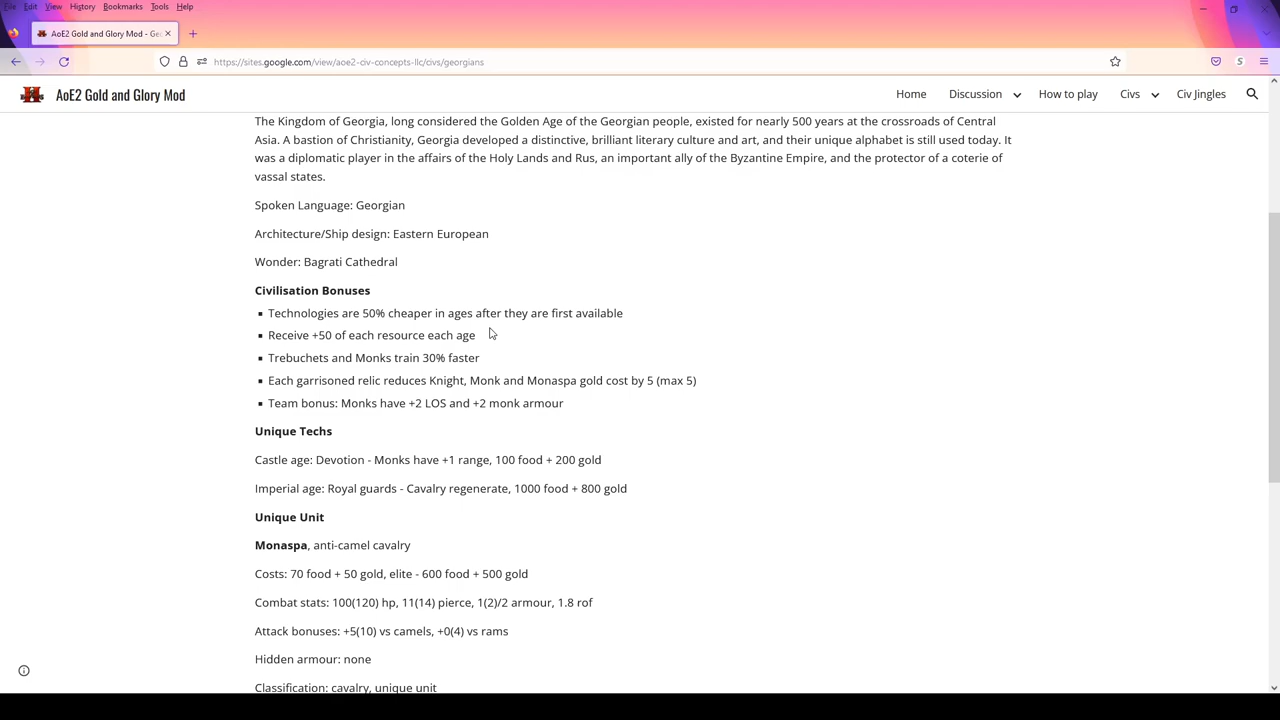 File Edit View History Bookmarks Tools Help
AoE2 Gold and Glory Mod - Geo
https://sites.google.com/view/aoe2-civ-concepts-llc/civs/georgians
AoE2 Gold and Glory Mod
Home Discussion How to play Civs Civ Jingles
The Kingdom of Georgia, long considered the Golden Age of the Georgian people, existed for nearly 500 years at the crossroads of Central
Asia. A bastion of Christianity, Georgia developed a distinctive, brilliant literary culture and art, and their unique alphabet is still used today. It
was a diplomatic player in the affairs of the Holy Lands and Rus, an important ally of the Byzantine Empire, and the protector of a coterie of
vassal states.
Spoken Language: Georgian
Architecture/Ship design: Eastern European
Wonder: Bagrati Cathedral
Civilisation Bonuses
▪ Technologies are 50% cheaper in ages after they are first available
▪ Receive +50 of each resource each age
▪ Trebuchets and Monks train 30% faster
▪ Each garrisoned relic reduces Knight, Monk and Monaspa gold cost by 5 (max 5)
▪ Team bonus: Monks have +2 LOS and +2 monk armour
Unique Techs
Castle age: Devotion - Monks have +1 range, 100 food + 200 gold
Imperial age: Royal guards - Cavalry regenerate, 1000 food + 800 gold
Unique Unit
Monaspa, anti-camel cavalry
Costs: 70 food + 50 gold, elite - 600 food + 500 gold
Combat stats: 100(120) hp, 11(14) pierce, 1(2)/2 armour, 1.8 rof
Attack bonuses: +5(10) vs camels, +0(4) vs rams
Hidden armour: none
Classification: cavalry, unique unit